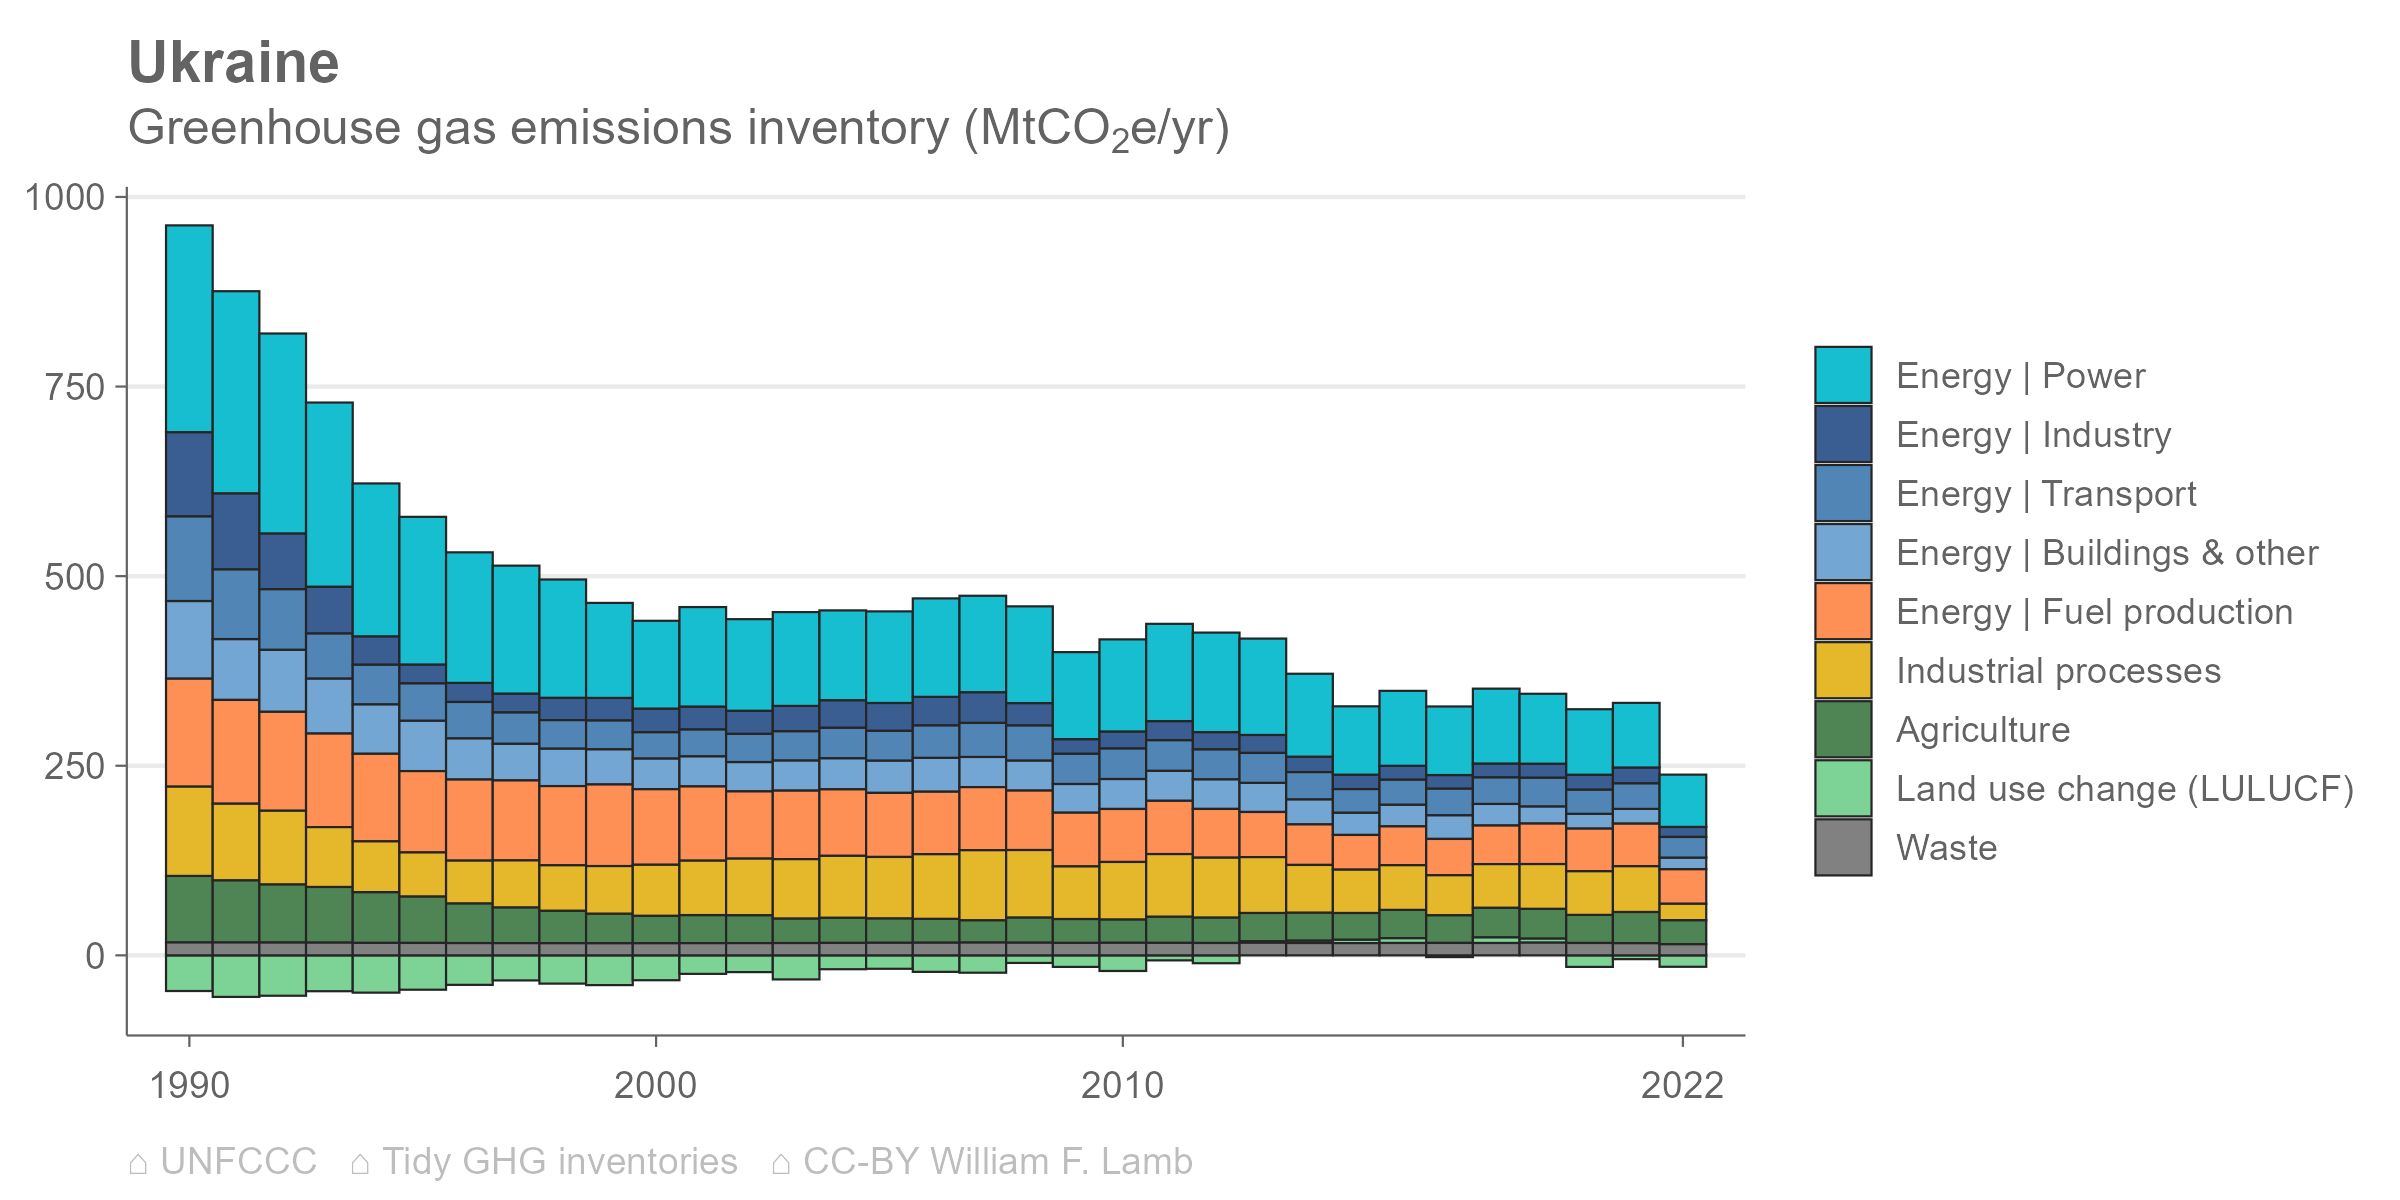 Ukraine
Greenhouse gas emissions inventory (MtCO₂e/yr)
1000
750
500
250
0
1990
2000
2010
2022
Energy | Power
Energy | Industry
Energy | Transport
Energy | Buildings & other
Energy | Fuel production
Industrial processes
Agriculture
Land use change (LULUCF)
Waste
⌂ UNFCCC ⌂ Tidy GHG inventories ⌂ CC-BY William F. Lamb